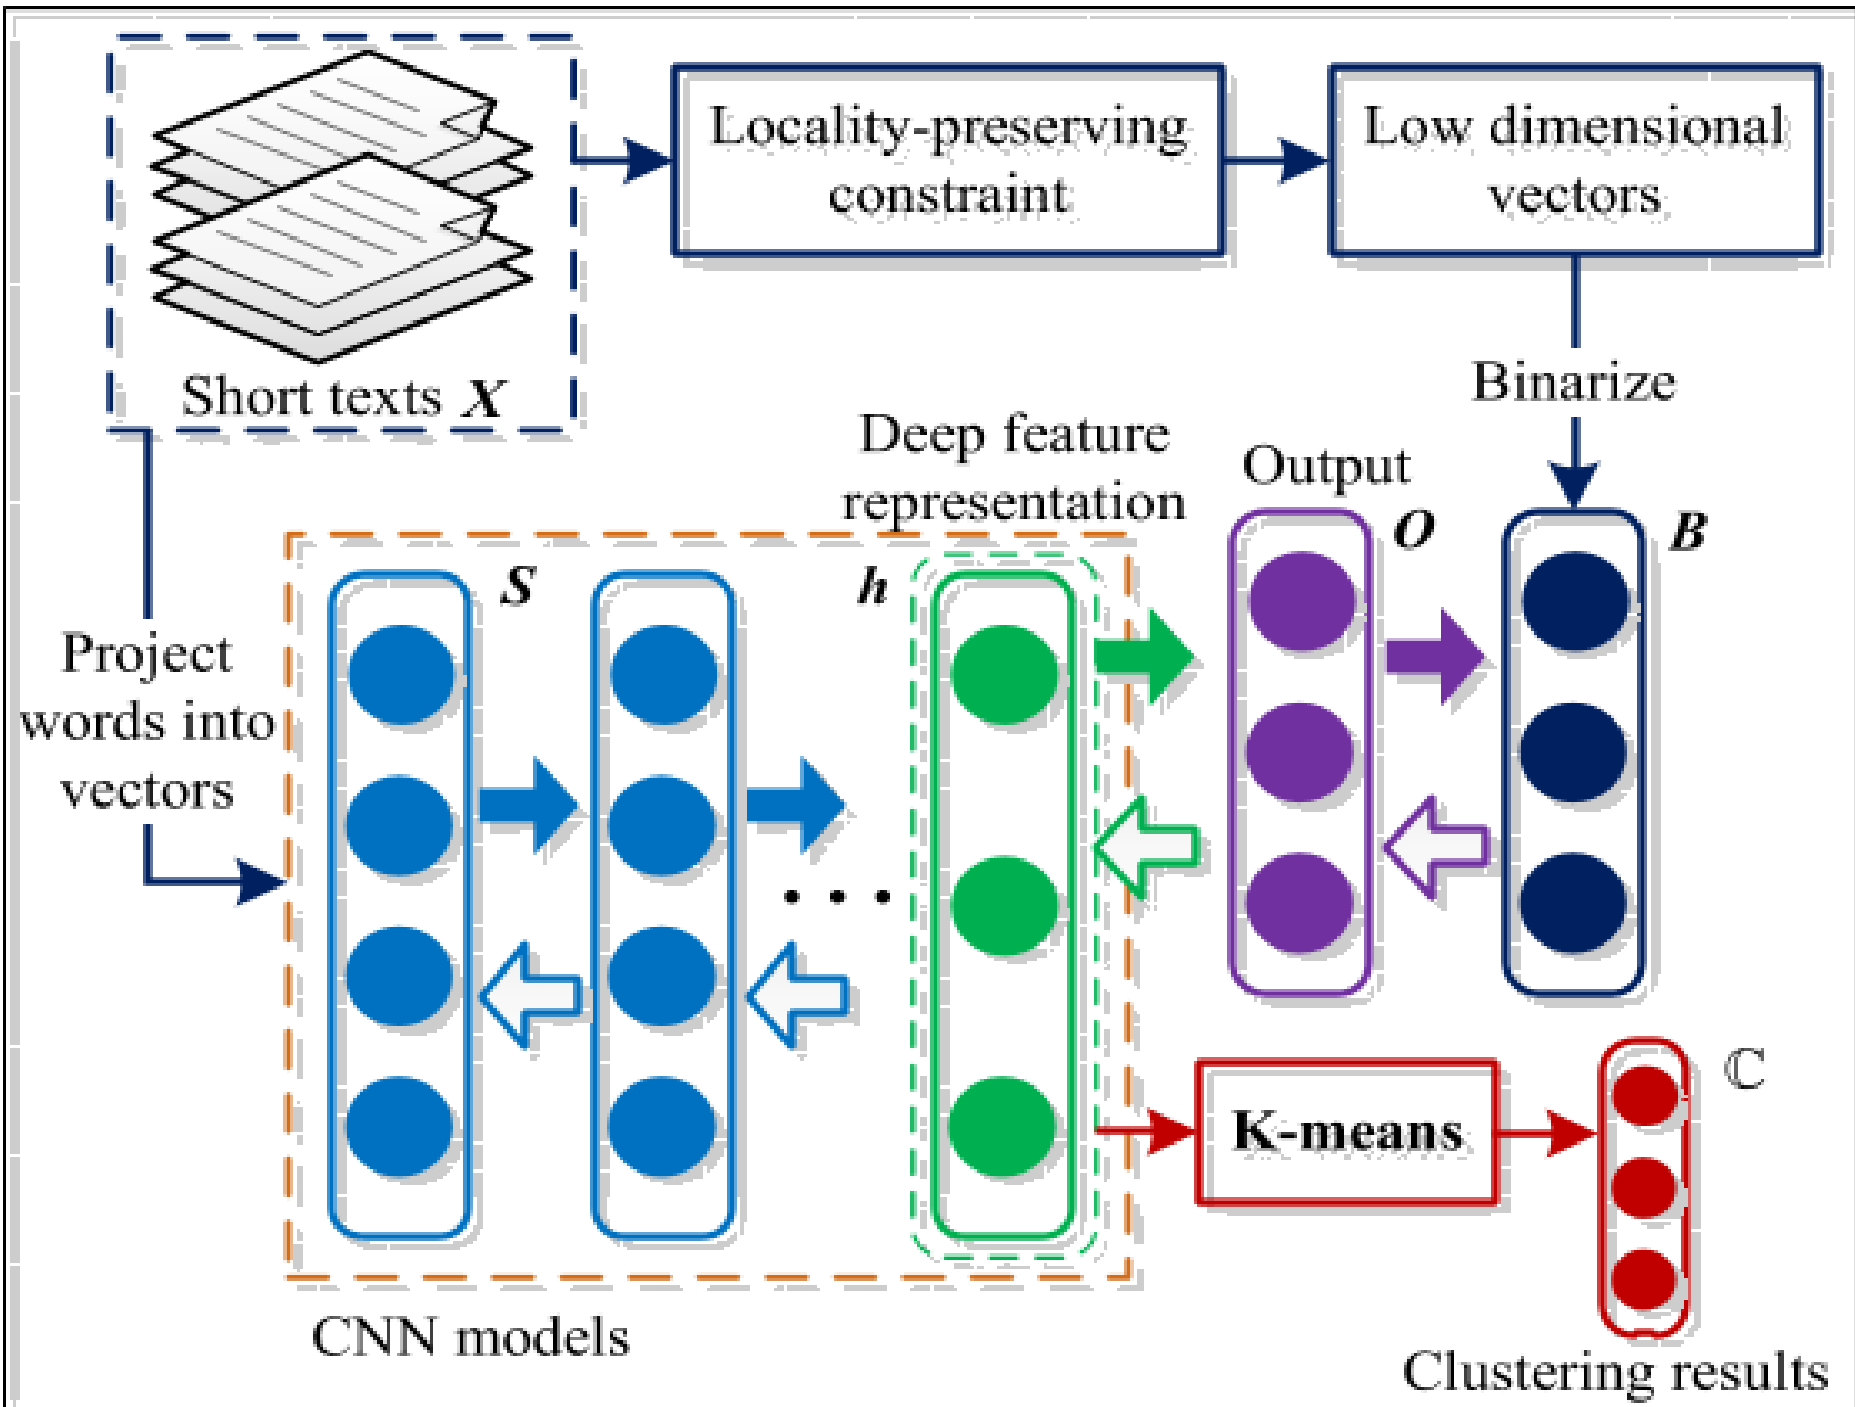 Locality-preserving
constraint
Low dimensional
vectors
Short texts X
Binarize
Deep feature
representation
Output
O
B
S
h
Project
words into
vectors
. . .
K-means
ℂ
CNN models
Clustering results